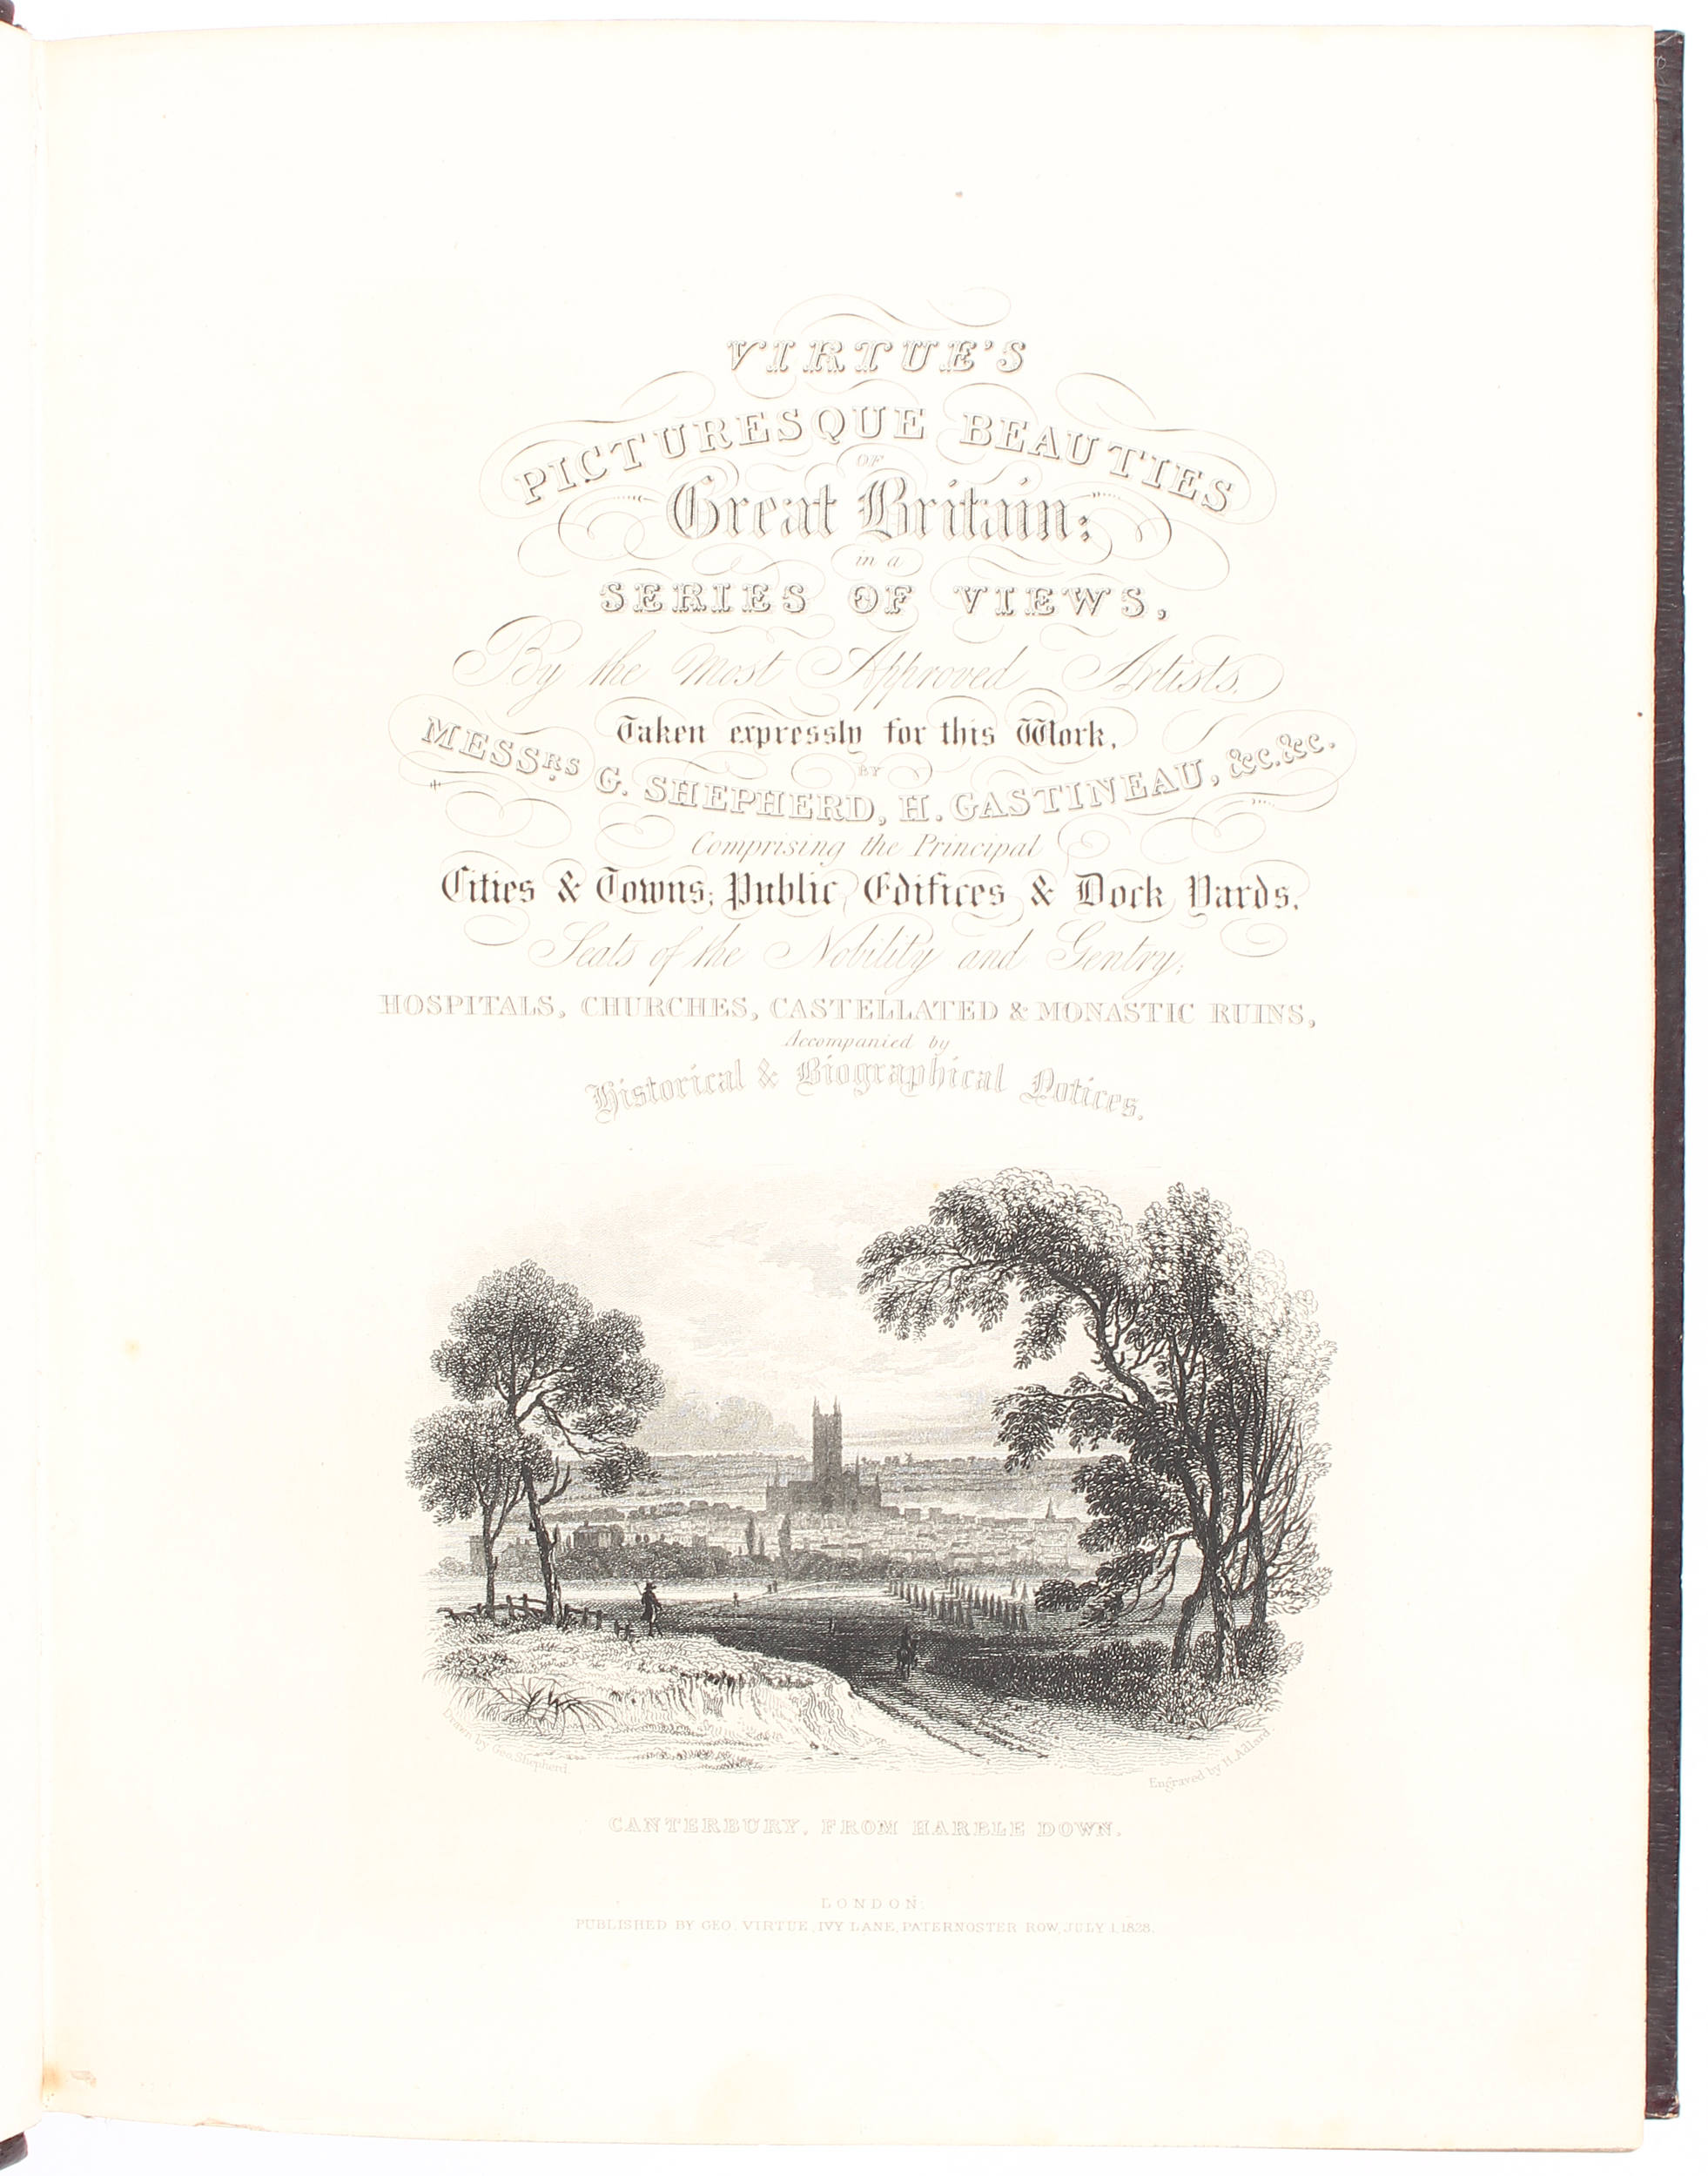 VIRTUE'S
PICTURESQUE BEAUTIES
OF
Great Britain;
in a
SERIES OF VIEWS,
By the Most Approved Artists,
Taken expressly for this Work,
BY
MESSRS G. SHEPHERD, H. GASTINEAU, &c. &c.
Comprising the Principal
Cities & Towns; Public Edifices & Dock Yards,
Seats of the Nobility and Gentry;
HOSPITALS, CHURCHES, CASTELLATED & MONASTIC RUINS,
Accompanied by
Historical & Biographical Notices.
Drawn by Geo. Shepherd.
Engraved by H. Adlard.
CANTERBURY, FROM HARBLE DOWN.
LONDON;
PUBLISHED BY GEO. VIRTUE, IVY LANE, PATERNOSTER ROW, JULY 1, 1828.